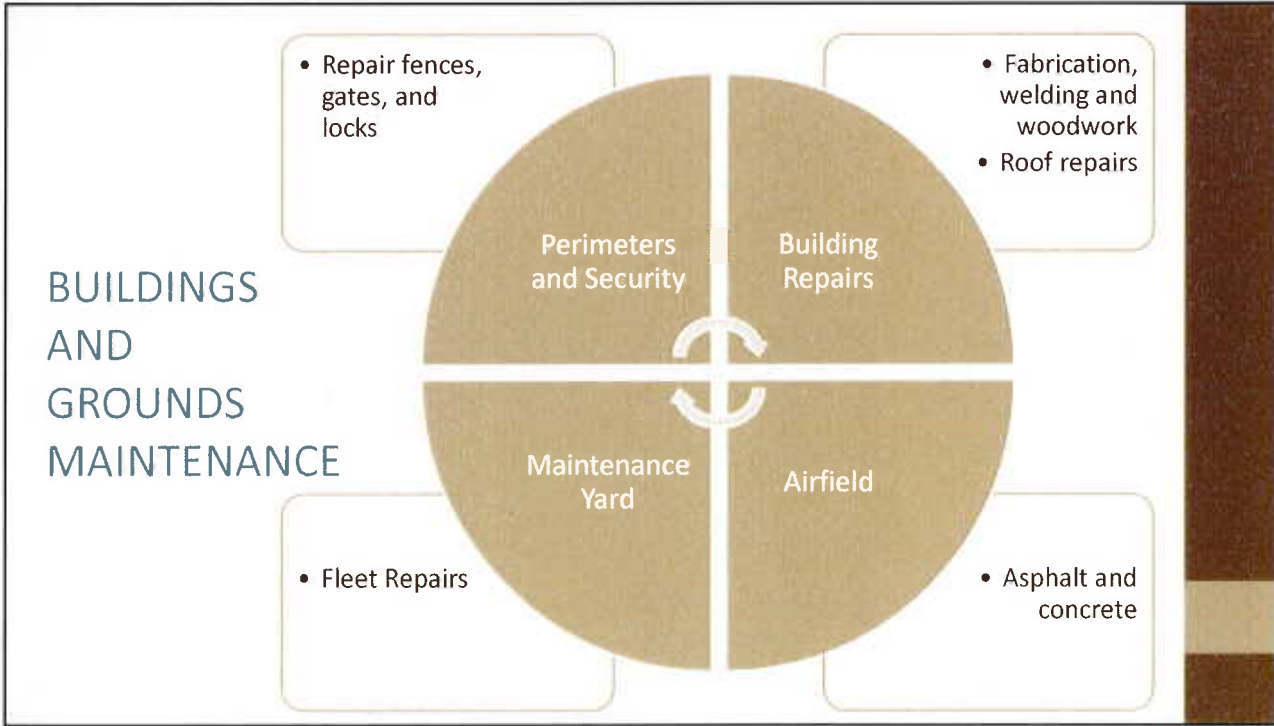 BUILDINGS
AND
GROUNDS
MAINTENANCE
• Repair fences,
gates, and
locks
• Fabrication,
welding and
woodwork
• Roof repairs
Perimeters
and Security
Building
Repairs
Maintenance
Yard
Airfield
• Fleet Repairs
• Asphalt and
concrete